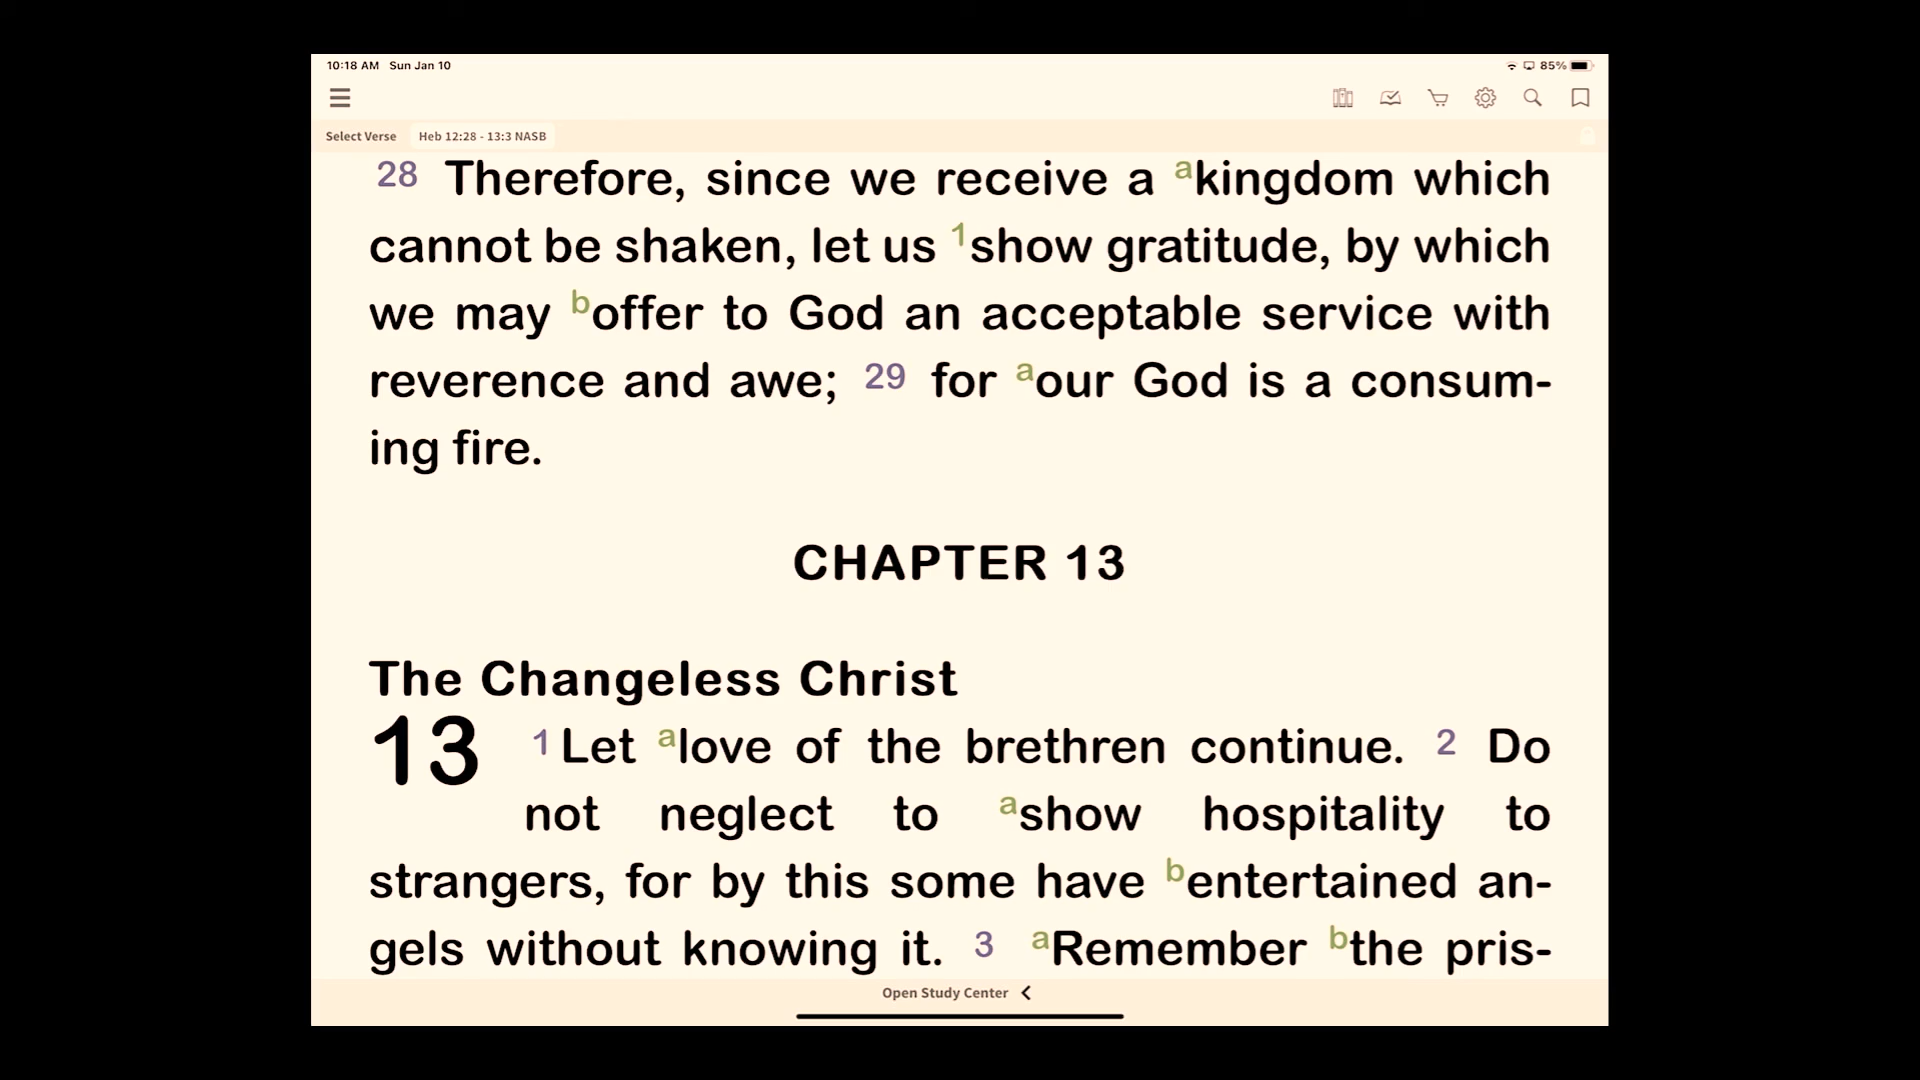 10:18 AM Sun Jan 10
85%
Select Verse Heb 12:28 - 13:3 NASB
28 Therefore, since we receive a akingdom which
cannot be shaken, let us 1show gratitude, by which
we may boffer to God an acceptable service with
reverence and awe; 29 for aour God is a consum-
ing fire.
CHAPTER 13
The Changeless Christ
13 1 Let alove of the brethren continue. 2 Do
not neglect to ashow hospitality to
strangers, for by this some have bentertained an-
gels without knowing it. 3 aRemember bthe pris-
Open Study Center